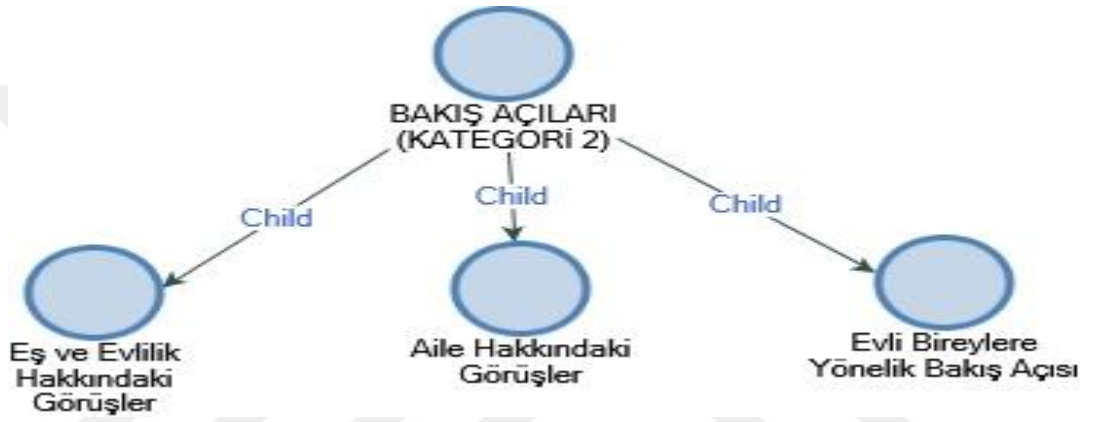 BAKIŞ AÇILARI
(KATEGORİ 2)
Child
Child
Child
Eş ve Evlilik
Hakkındaki
Görüşler
Aile Hakkındaki
Görüşler
Evli Bireylere
Yönelik Bakış Açısı